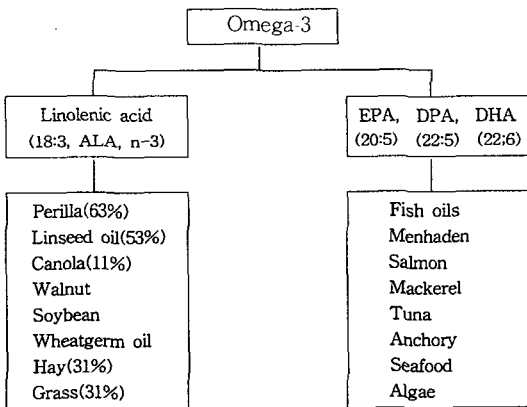 Omega-3
Linolenic acid
(18:3, ALA, n-3)
EPA, DPA, DHA
(20:5) (22:5) (22;6)
Perilla(63%)
Linseed oil(53%)
Canola(11%)
Walnut
Soybean
Wheatgerm oil
Hay(31%)
Grass(31%)
Fish oils
Menhaden
Salmon
Mackerel
Tuna
Anchory
Seafood
Algae